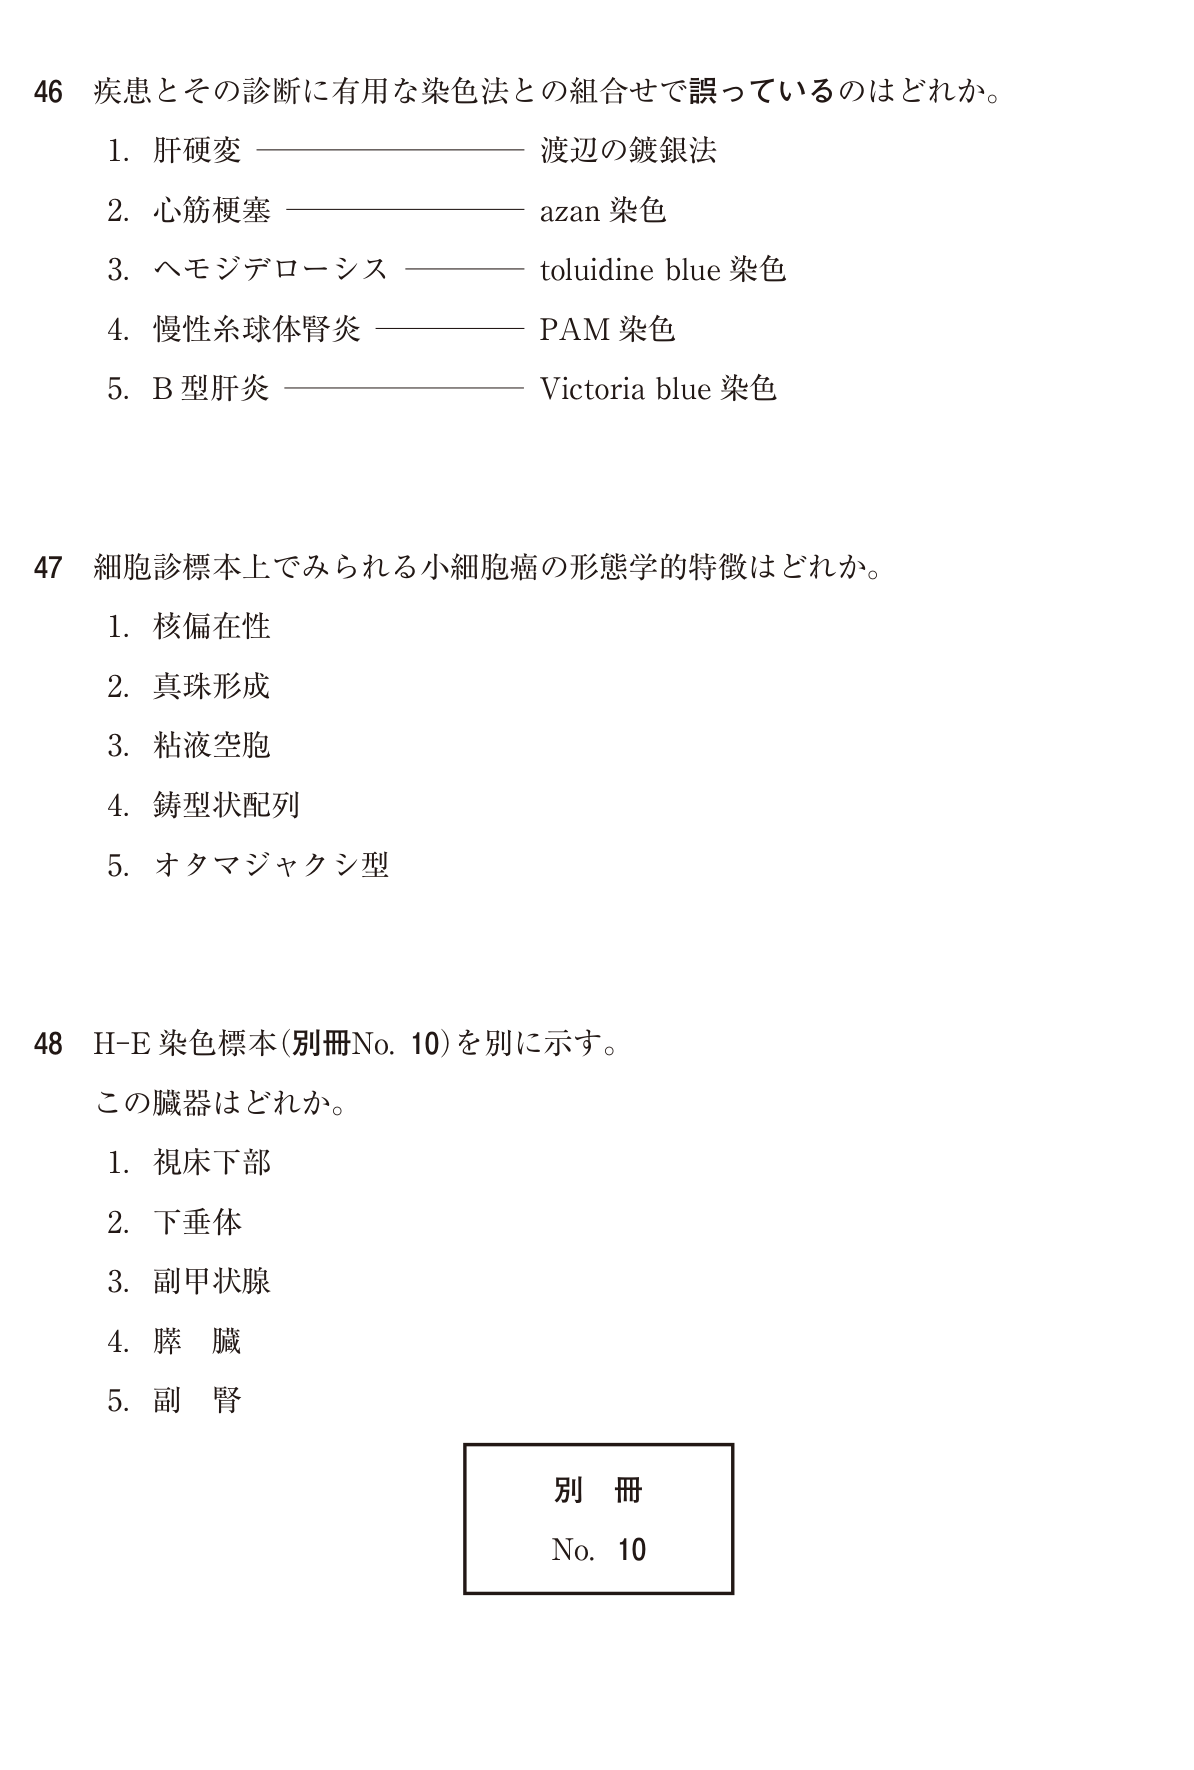 46 疾患とその診断に有用な染色法との組合せで誤っているのはどれか。
1. 肝硬変 ――――――――― 渡辺の鍍銀法
2. 心筋梗塞 ―――――――― azan 染色
3. ヘモジデローシス ―――― toluidine blue 染色
4. 慢性糸球体腎炎 ――――― PAM 染色
5. B 型肝炎 ―――――――― Victoria blue 染色
47 細胞診標本上でみられる小細胞癌の形態学的特徴はどれか。
1. 核偏在性
2. 真珠形成
3. 粘液空胞
4. 鋳型状配列
5. オタマジャクシ型
48 H-E 染色標本(別冊No. 10)を別に示す。
この臓器はどれか。
1. 視床下部
2. 下垂体
3. 副甲状腺
4. 膵 臓
5. 副 腎
別 冊
No. 10